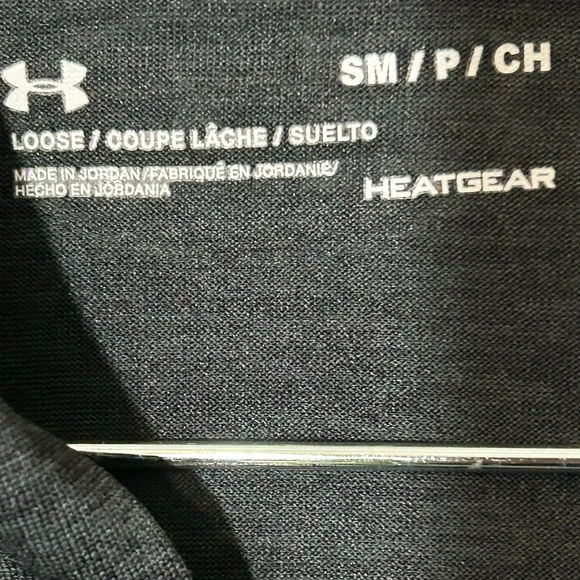 SM / P / CH
LOOSE / COUPE LÂCHE / SUELTO
MADE IN JORDAN / FABRIQUÉ EN JORDANIE /
HECHO EN JORDANIA
HEATGEAR